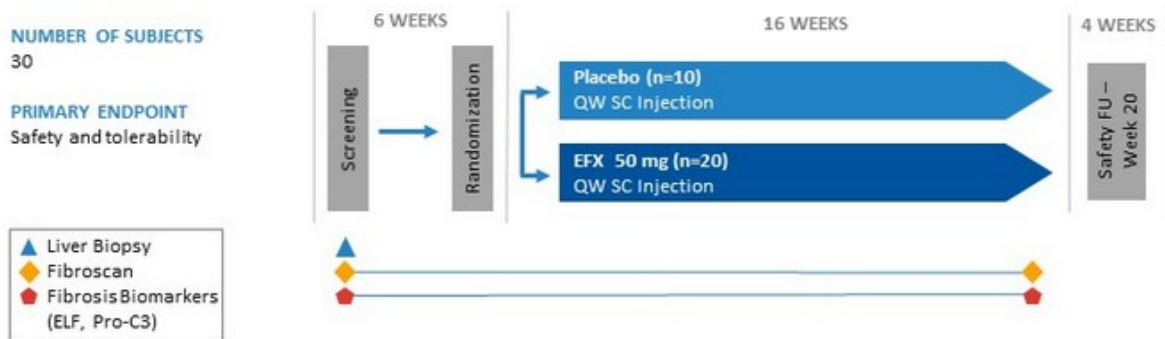 NUMBER OF SUBJECTS
30
PRIMARY ENDPOINT
Safety and tolerability
6 WEEKS
16 WEEKS
4 WEEKS
Screening
Randomization
Placebo (n=10)
QW SC Injection
EFX 50 mg (n=20)
QW SC Injection
Safety FU –
Week 20
Liver Biopsy
Fibroscan
Fibrosis Biomarkers
(ELF, Pro-C3)